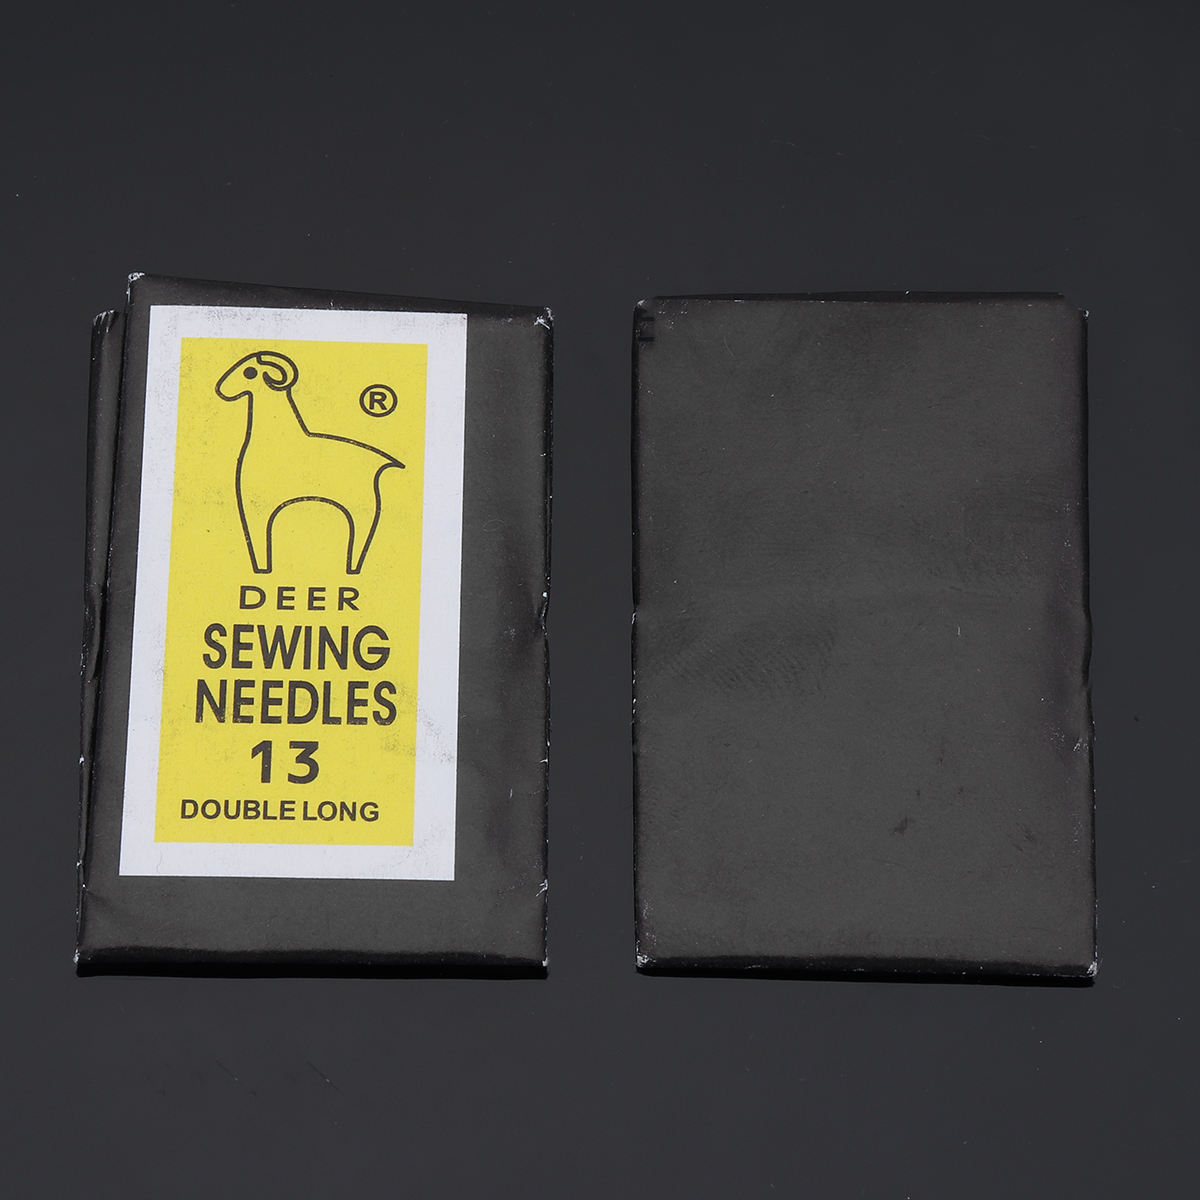 ®
DEER
SEWING
NEEDLES
13
DOUBLE LONG